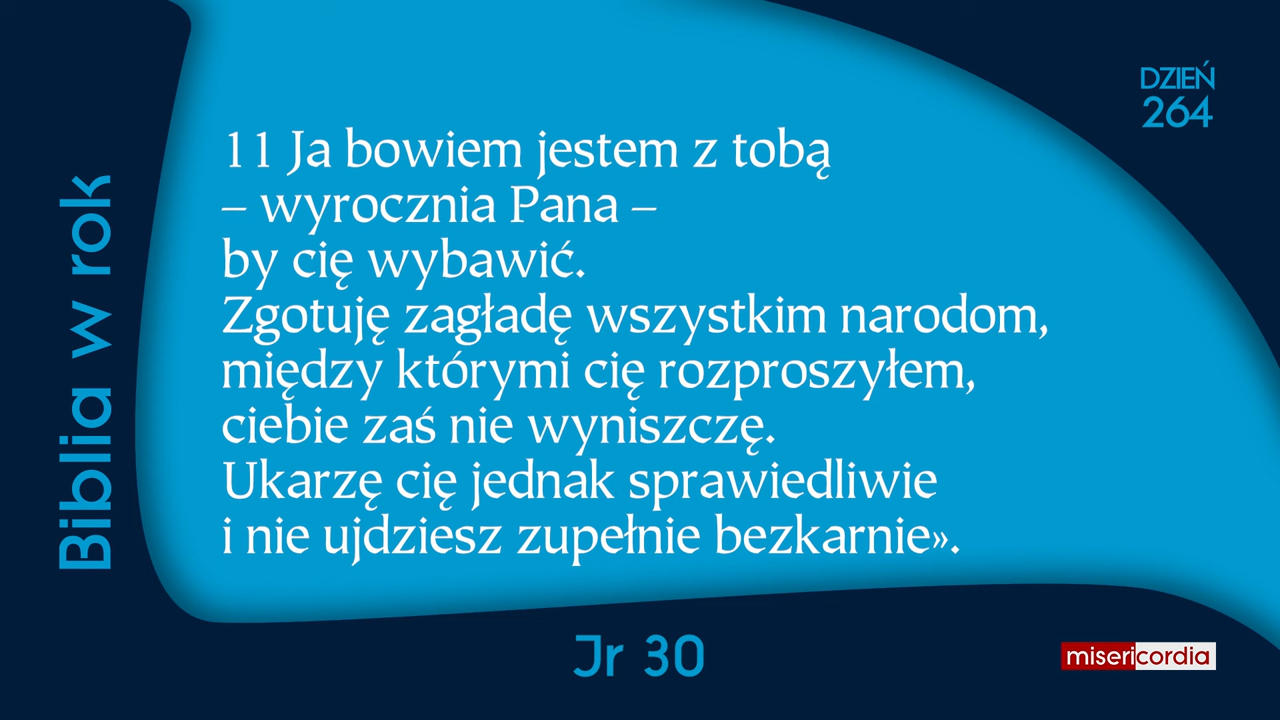 DZIEŃ
264
11 Ja bowiem jestem z tobą
– wyrocznia Pana –
by cię wybawić.
Zgotuję zagładę wszystkim narodom,
między którymi cię rozproszyłem,
ciebie zaś nie wyniszczę.
Ukarzę cię jednak sprawiedliwie
i nie ujdziesz zupełnie bezkarnie».
Biblia w rok
Jr 30
misericordia